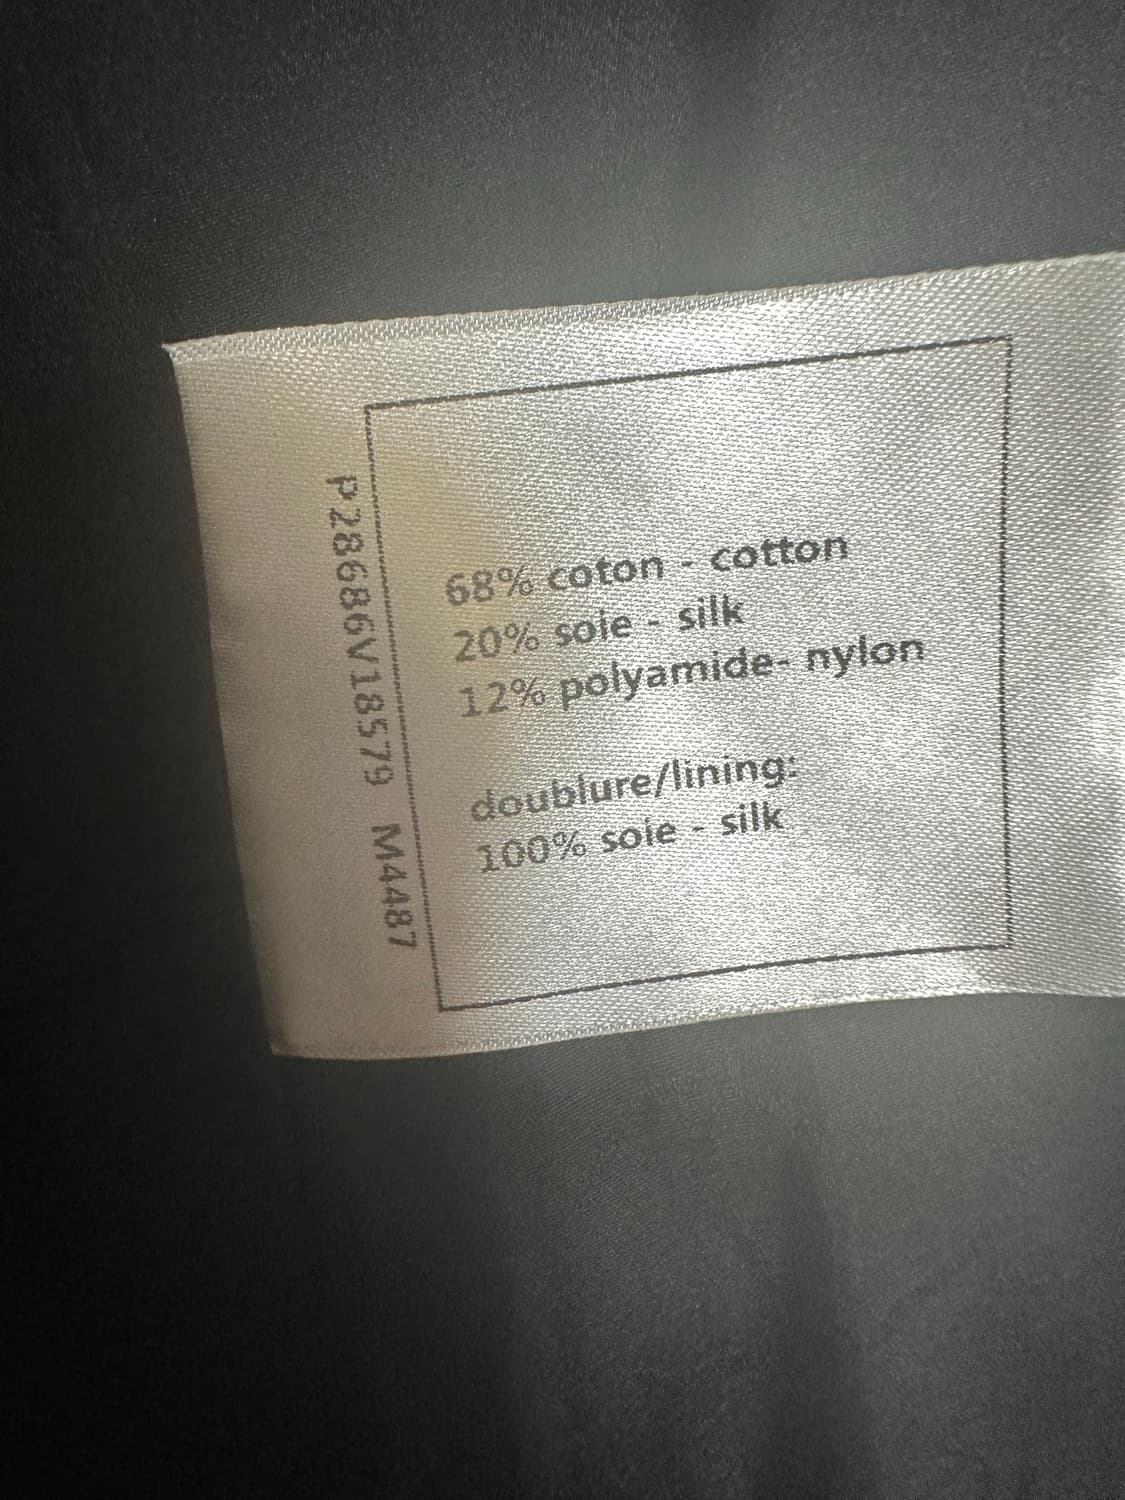 P28686V18579 M4487
68% coton - cotton
20% soie - silk
12% polyamide- nylon
doublure/lining:
100% soie - silk